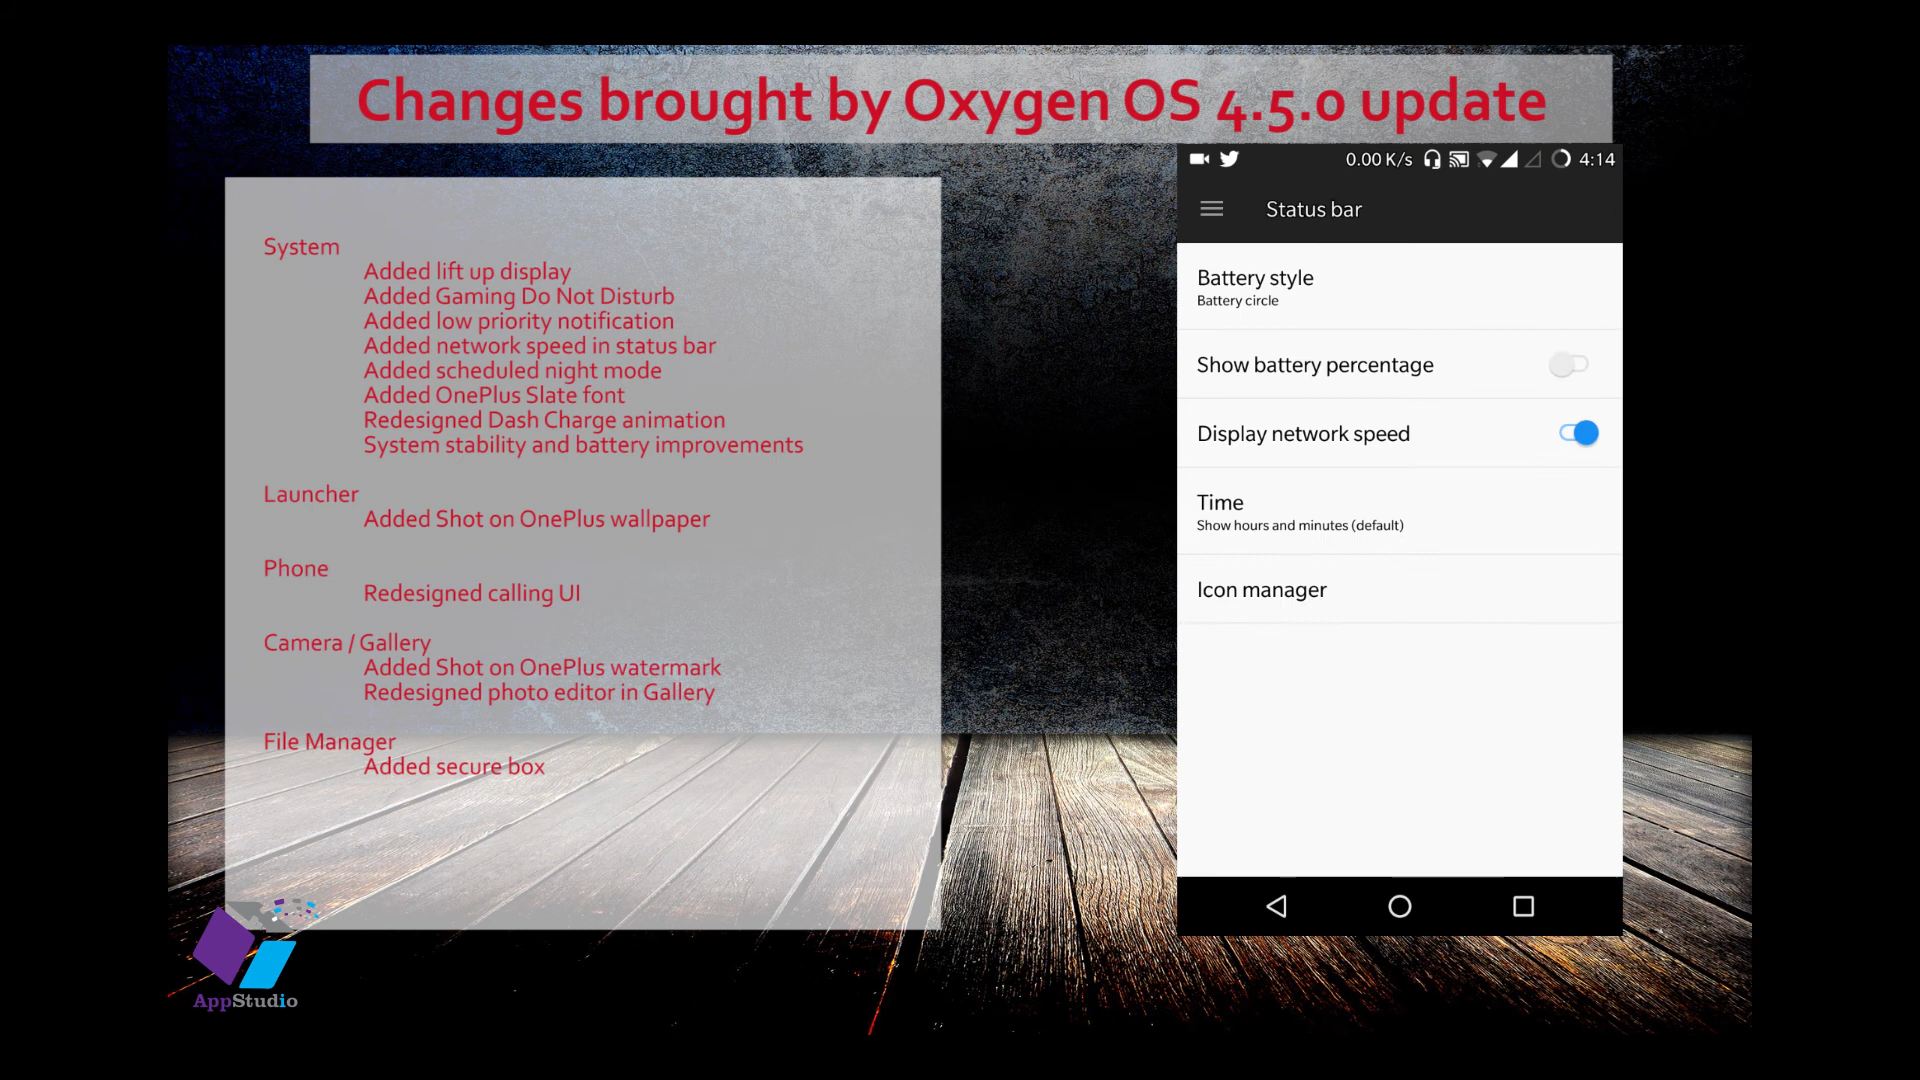 Changes brought by Oxygen OS 4.5.0 update
System
Added lift up display
Added Gaming Do Not Disturb
Added low priority notification
Added network speed in status bar
Added scheduled night mode
Added OnePlus Slate font
Redesigned Dash Charge animation
System stability and battery improvements
Launcher
Added Shot on OnePlus wallpaper
Phone
Redesigned calling UI
Camera / Gallery
Added Shot on OnePlus watermark
Redesigned photo editor in Gallery
File Manager
Added secure box
AppStudio
0.00 K/s 4:14
Status bar
Battery style
Battery circle
Show battery percentage
Display network speed
Time
Show hours and minutes (default)
Icon manager